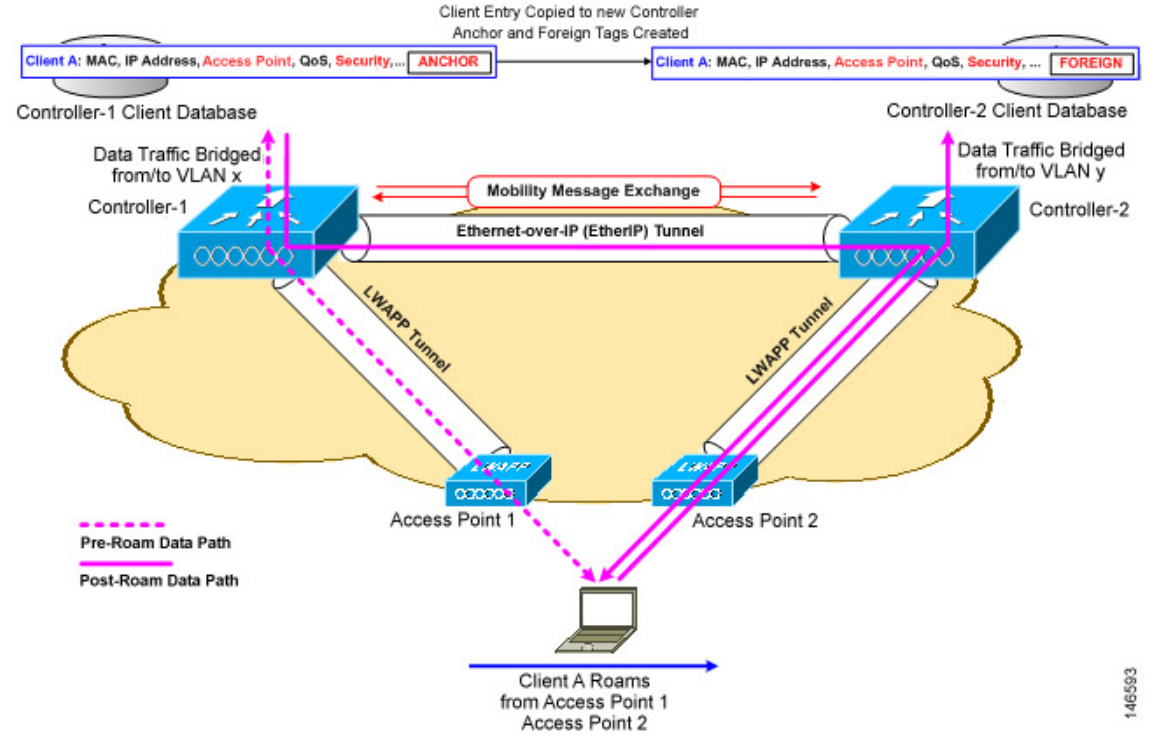 Client Entry Copied to new Controller
Anchor and Foreign Tags Created
Client A: MAC, IP Address, Access Point, QoS, Security,... ANCHOR
Client A: MAC, IP Address, Access Point, QoS, Security, ... FOREIGN
Controller-1 Client Database
Controller-2 Client Database
Data Traffic Bridged
from/to VLAN x
Data Traffic Bridged
from/to VLAN y
Mobility Message Exchange
Controller-1
Controller-2
Ethernet-over-IP (EtherIP) Tunnel
LWAPP Tunnel
LWAPP Tunnel
LWAPP
LWAPP
Access Point 1
Access Point 2
Pre-Roam Data Path
Post-Roam Data Path
Client A Roams
from Access Point 1
Access Point 2
146593